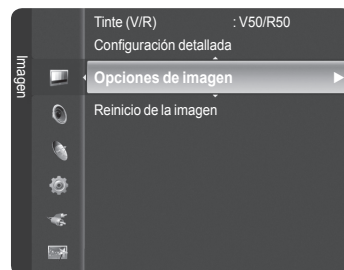 Imagen
Tinte (V/R) : V50/R50
Configuración detallada
Opciones de imagen
Reinicio de la imagen